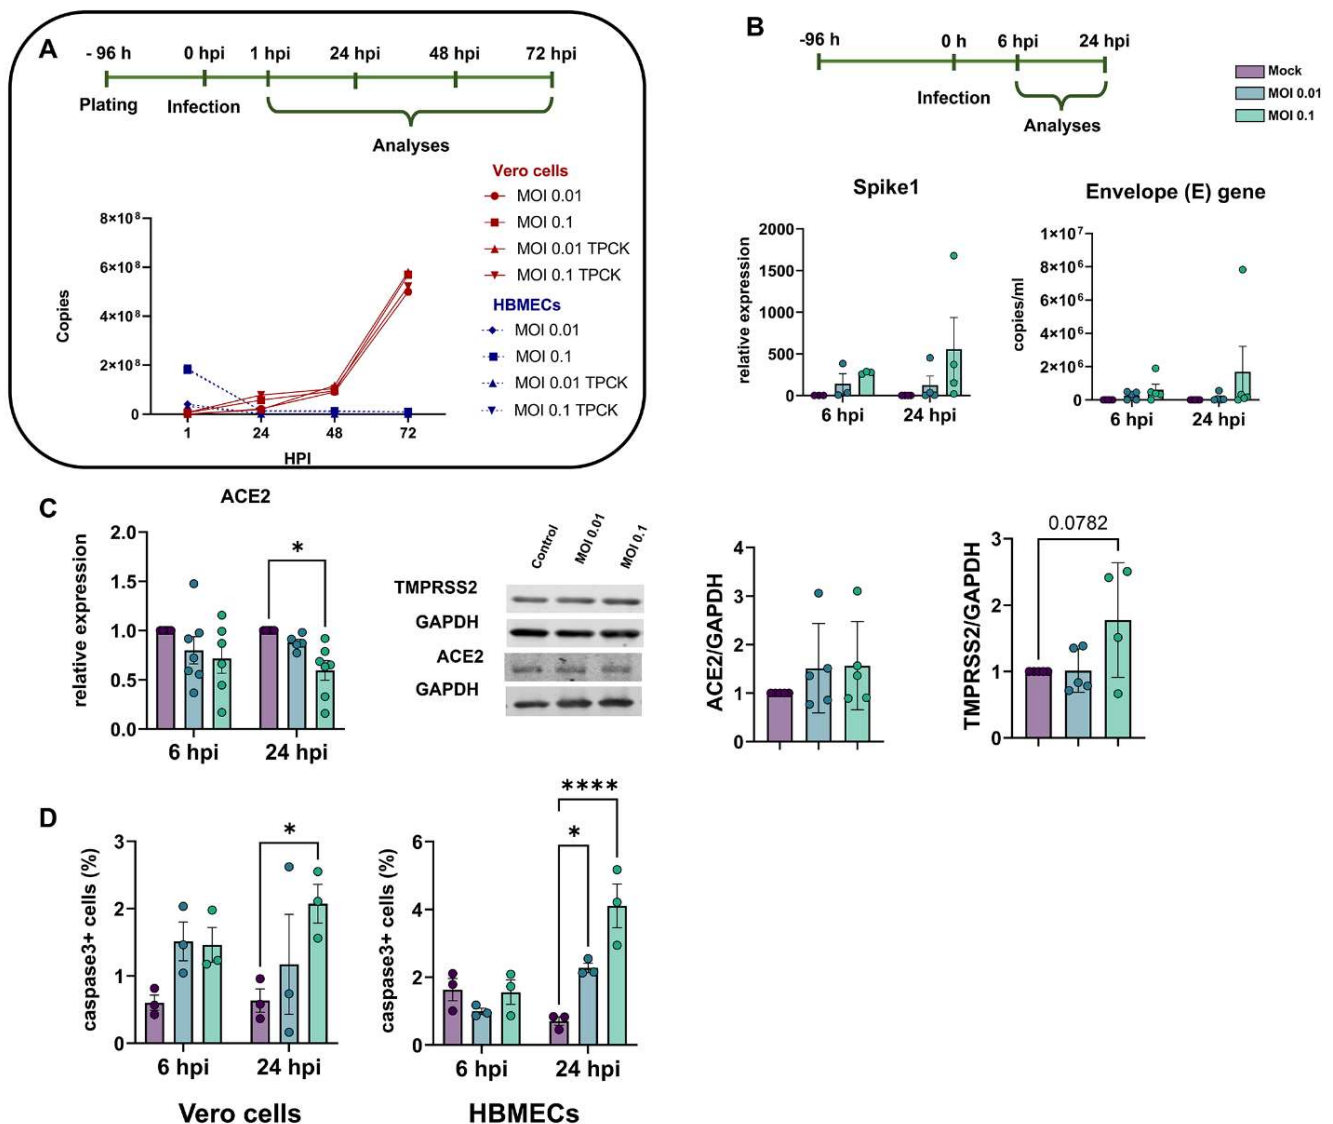 A
- 96 h 0 hpi 1 hpi 24 hpi 48 hpi 72 hpi
Plating Infection
Analyses
Vero cells
MOI 0.01
MOI 0.1
MOI 0.01 TPCK
MOI 0.1 TPCK
HBMECs
MOI 0.01
MOI 0.1
MOI 0.01 TPCK
MOI 0.1 TPCK
Copies
8×10⁸
6×10⁸
4×10⁸
2×10⁸
0
1 24 48 72
HPI
B
-96 h 0 h 6 hpi 24 hpi
Infection
Analyses
Mock
MOI 0.01
MOI 0.1
Spike1
relative expression
2000
1500
1000
500
0
6 hpi 24 hpi
Envelope (E) gene
copies/ml
1×10⁷
8×10⁶
6×10⁶
4×10⁶
2×10⁶
0
6 hpi 24 hpi
C
ACE2
relative expression
2.0
1.5
1.0
0.5
0.0
*
6 hpi 24 hpi
Control MOI 0.01 MOI 0.1
TMPRSS2
GAPDH
ACE2
GAPDH
ACE2/GAPDH
4
3
2
1
0
TMPRSS2/GAPDH
0.0782
3
2
1
0
D
caspase3+ cells (%)
3
2
1
0
*
6 hpi 24 hpi
Vero cells
caspase3+ cells (%)
6
4
2
0
****
*
6 hpi 24 hpi
HBMECs